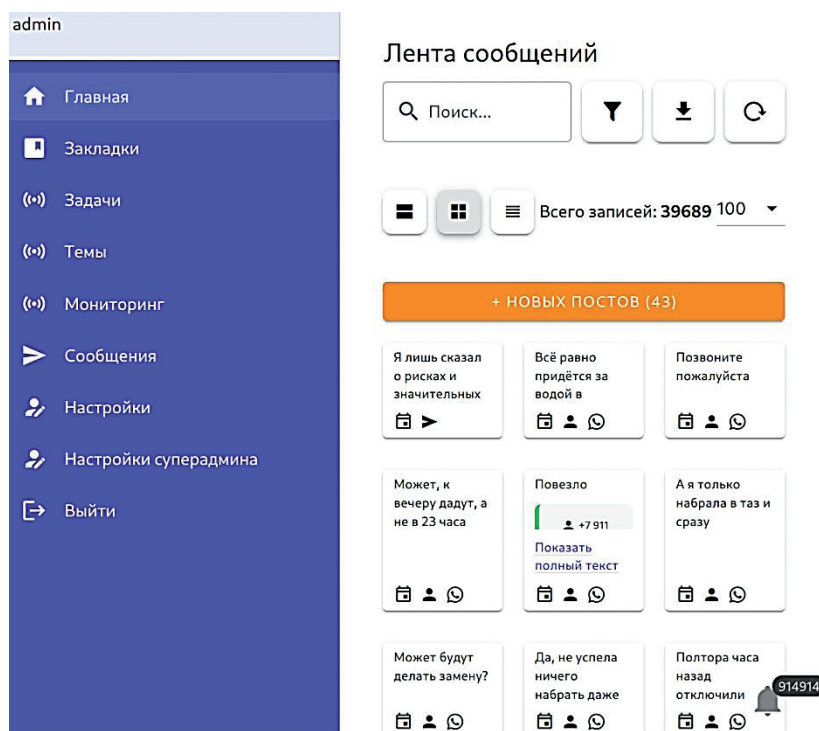 admin
Главная
Закладки
Задачи
Темы
Мониторинг
Сообщения
Настройки
Настройки суперадмина
Выйти
Лента сообщений
Поиск...
Всего записей: 39689 100
+ НОВЫХ ПОСТОВ (43)
Я лишь сказал
о рисках и
значительных
Всё равно
придётся за
водой в
Позвоните
пожалуйста
Может, к
вечеру дадут, а
не в 23 часа
Повезло
+7 911
Показать
полный текст
А я только
набрала в таз и
сразу
Может будут
делать замену?
Да, не успела
ничего
набрать даже
Полтора часа
назад
отключили
914914